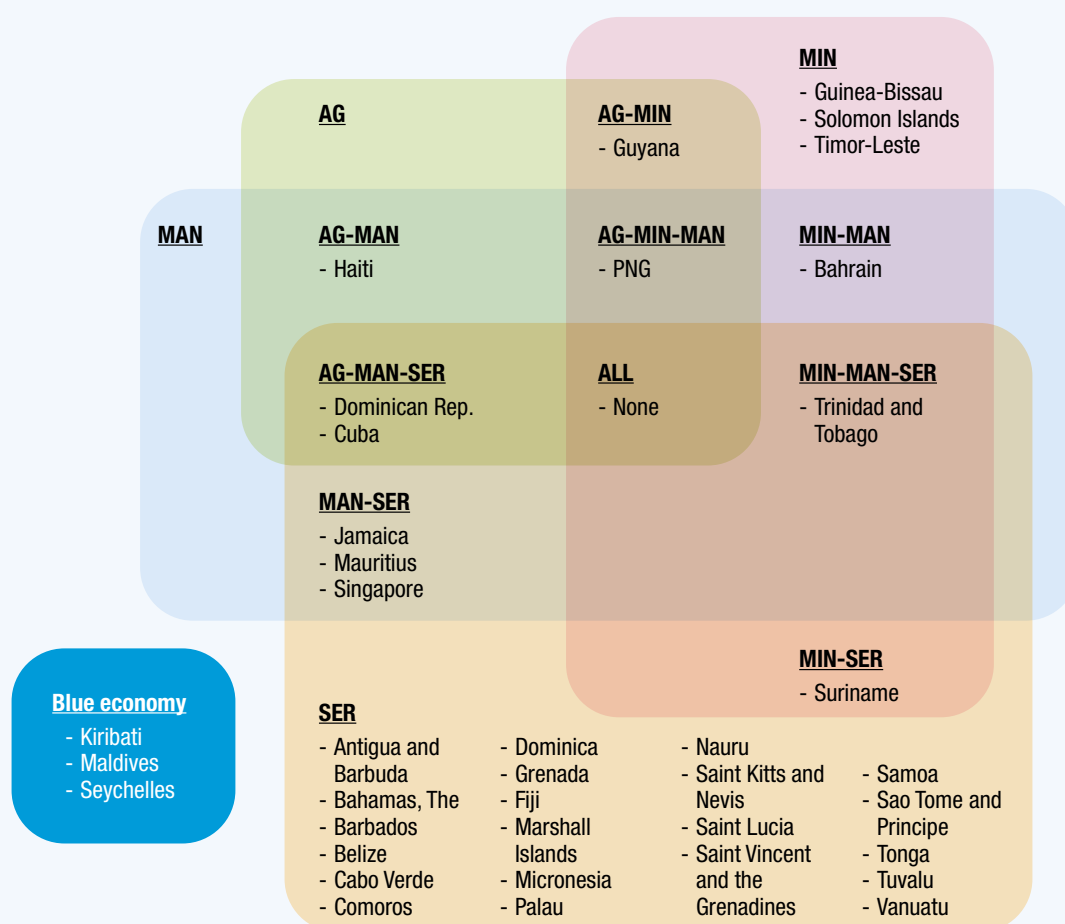 MIN
- Guinea-Bissau
- Solomon Islands
- Timor-Leste
AG
AG-MIN
- Guyana
MAN
AG-MAN
- Haiti
AG-MIN-MAN
- PNG
MIN-MAN
- Bahrain
AG-MAN-SER
- Dominican Rep.
- Cuba
ALL
- None
MIN-MAN-SER
- Trinidad and
Tobago
MAN-SER
- Jamaica
- Mauritius
- Singapore
MIN-SER
- Suriname
Blue economy
- Kiribati
- Maldives
- Seychelles
SER
- Antigua and
Barbuda
- Bahamas, The
- Barbados
- Belize
- Cabo Verde
- Comoros
- Dominica
- Grenada
- Fiji
- Marshall
Islands
- Micronesia
- Palau
- Nauru
- Saint Kitts and
Nevis
- Saint Lucia
- Saint Vincent
and the
Grenadines
- Samoa
- Sao Tome and
Principe
- Tonga
- Tuvalu
- Vanuatu